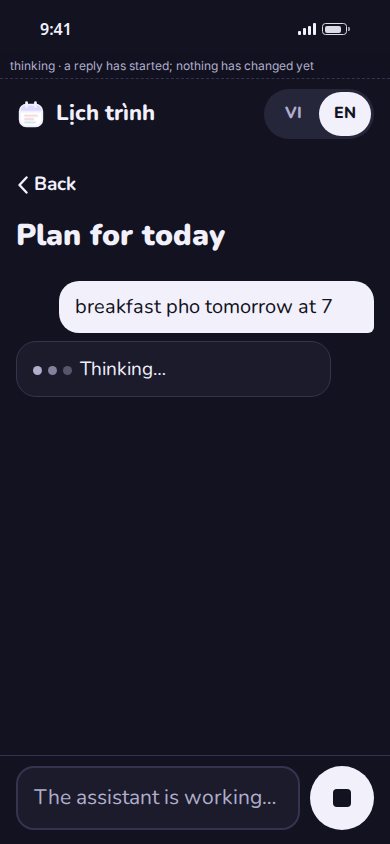 9:41
thinking · a reply has started; nothing has changed yet
Lịch trình
VI
EN
Back
Plan for today
breakfast pho tomorrow at 7
Thinking...
The assistant is working...